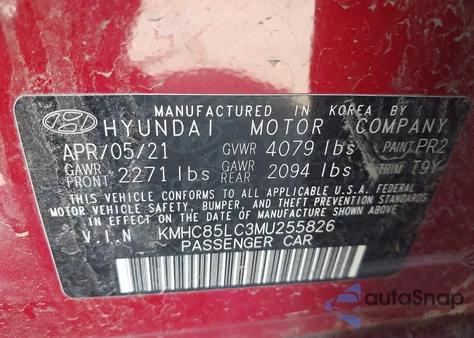 MANUFACTURED IN KOREA BY
HYUNDAI MOTOR COMPANY
APR/05/21 GVWR 4079 lbs PAINT PR2
GAWR FRONT 2271 lbs GAWR REAR 2094 lbs TRIM T9Y
THIS VEHICLE CONFORMS TO ALL APPLICABLE U.S.A. FEDERAL
MOTOR VEHICLE SAFETY, BUMPER, AND THEFT PREVENTION STANDARDS
IN EFFECT ON THE DATE OF MANUFACTURE SHOWN ABOVE.
V.I.N KMHC85LC3MU255826
PASSENGER CAR
autoSnap